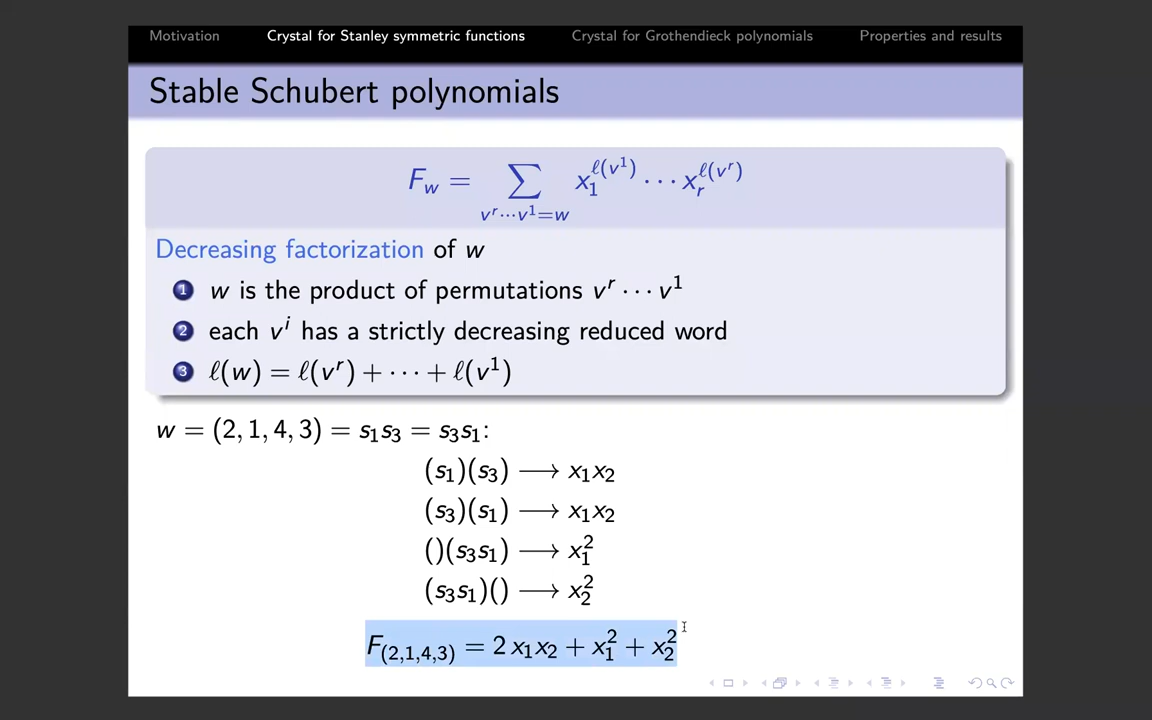 Motivation Crystal for Stanley symmetric functions Crystal for Grothendieck polynomials Properties and results
Stable Schubert polynomials
F_w = ∑_{v^r⋯v^1=w} x_1^{ℓ(v^1)} ⋯ x_r^{ℓ(v^r)}
Decreasing factorization of w
1 w is the product of permutations v^r ⋯ v^1
2 each v^i has a strictly decreasing reduced word
3 ℓ(w) = ℓ(v^r) + ⋯ + ℓ(v^1)
w = (2, 1, 4, 3) = s_1s_3 = s_3s_1:
(s_1)(s_3) ⟶ x_1x_2
(s_3)(s_1) ⟶ x_1x_2
()(s_3s_1) ⟶ x_1^2
(s_3s_1)() ⟶ x_2^2
F_{(2,1,4,3)} = 2 x_1x_2 + x_1^2 + x_2^2